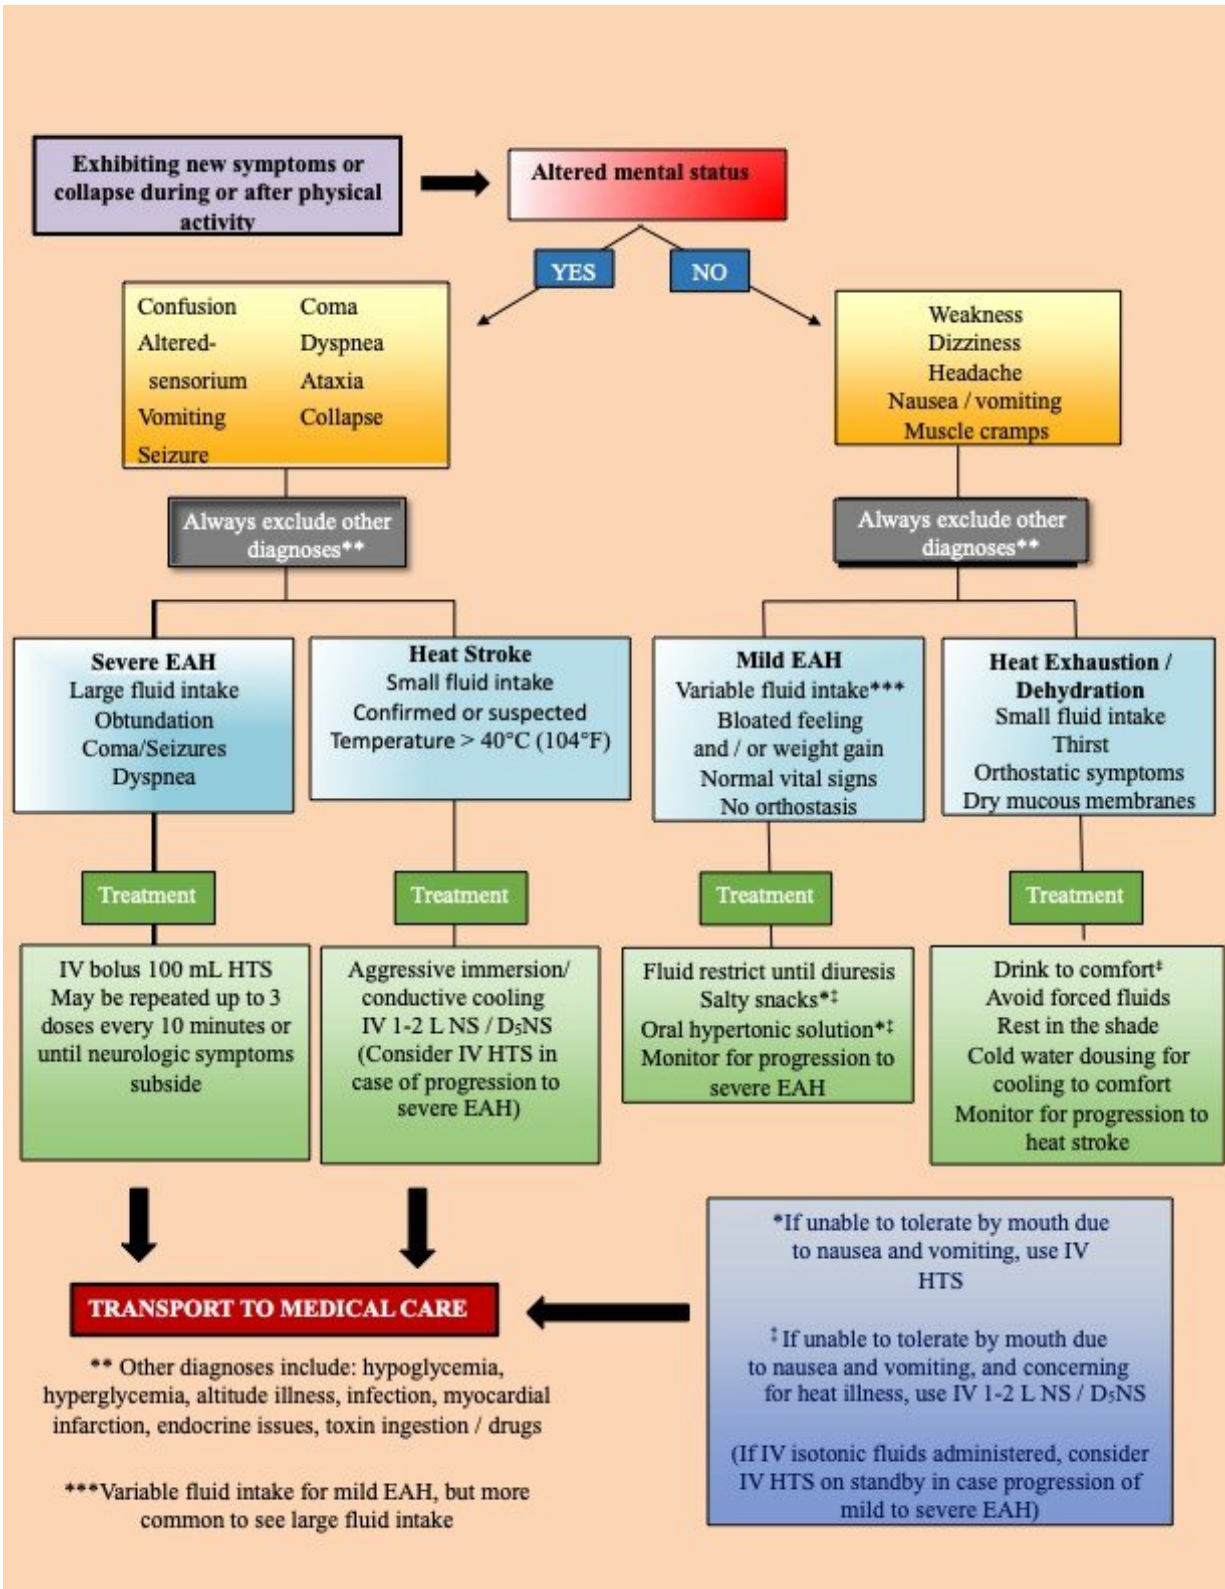 Exhibiting new symptoms or
collapse during or after physical
activity
Altered mental status
YES
NO
Confusion
Altered-
sensorium
Vomiting
Seizure
Coma
Dyspnea
Ataxia
Collapse
Weakness
Dizziness
Headache
Nausea / vomiting
Muscle cramps
Always exclude other
diagnoses**
Always exclude other
diagnoses**
Severe EAH
Large fluid intake
Obtundation
Coma/Seizures
Dyspnea
Heat Stroke
Small fluid intake
Confirmed or suspected
Temperature > 40°C (104°F)
Mild EAH
Variable fluid intake***
Bloated feeling
and / or weight gain
Normal vital signs
No orthostasis
Heat Exhaustion /
Dehydration
Small fluid intake
Thirst
Orthostatic symptoms
Dry mucous membranes
Treatment
Treatment
Treatment
Treatment
IV bolus 100 mL HTS
May be repeated up to 3
doses every 10 minutes or
until neurologic symptoms
subside
Aggressive immersion/
conductive cooling
IV 1-2 L NS / D₅NS
(Consider IV HTS in
case of progression to
severe EAH)
Fluid restrict until diuresis
Salty snacks*‡
Oral hypertonic solution*‡
Monitor for progression to
severe EAH
Drink to comfort‡
Avoid forced fluids
Rest in the shade
Cold water dousing for
cooling to comfort
Monitor for progression to
heat stroke
TRANSPORT TO MEDICAL CARE
** Other diagnoses include: hypoglycemia,
hyperglycemia, altitude illness, infection, myocardial
infarction, endocrine issues, toxin ingestion / drugs
***Variable fluid intake for mild EAH, but more
common to see large fluid intake
*If unable to tolerate by mouth due
to nausea and vomiting, use IV
HTS
‡ If unable to tolerate by mouth due
to nausea and vomiting, and concerning
for heat illness, use IV 1-2 L NS / D₅NS
(If IV isotonic fluids administered, consider
IV HTS on standby in case progression of
mild to severe EAH)